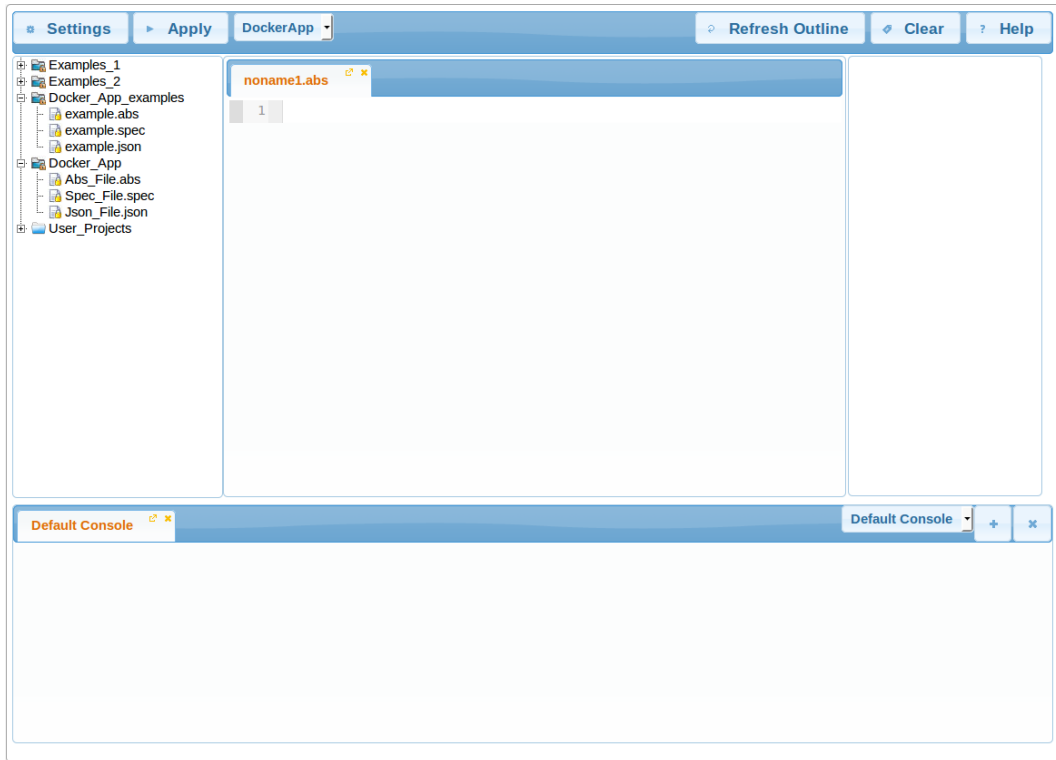 Settings
Apply
DockerApp
Refresh Outline
Clear
? Help
Examples_1
Examples_2
Docker_App_examples
example.abs
example.spec
example.json
Docker_App
Abs_File.abs
Spec_File.spec
Json_File.json
User_Projects
noname1.abs
1
Default Console
Default Console